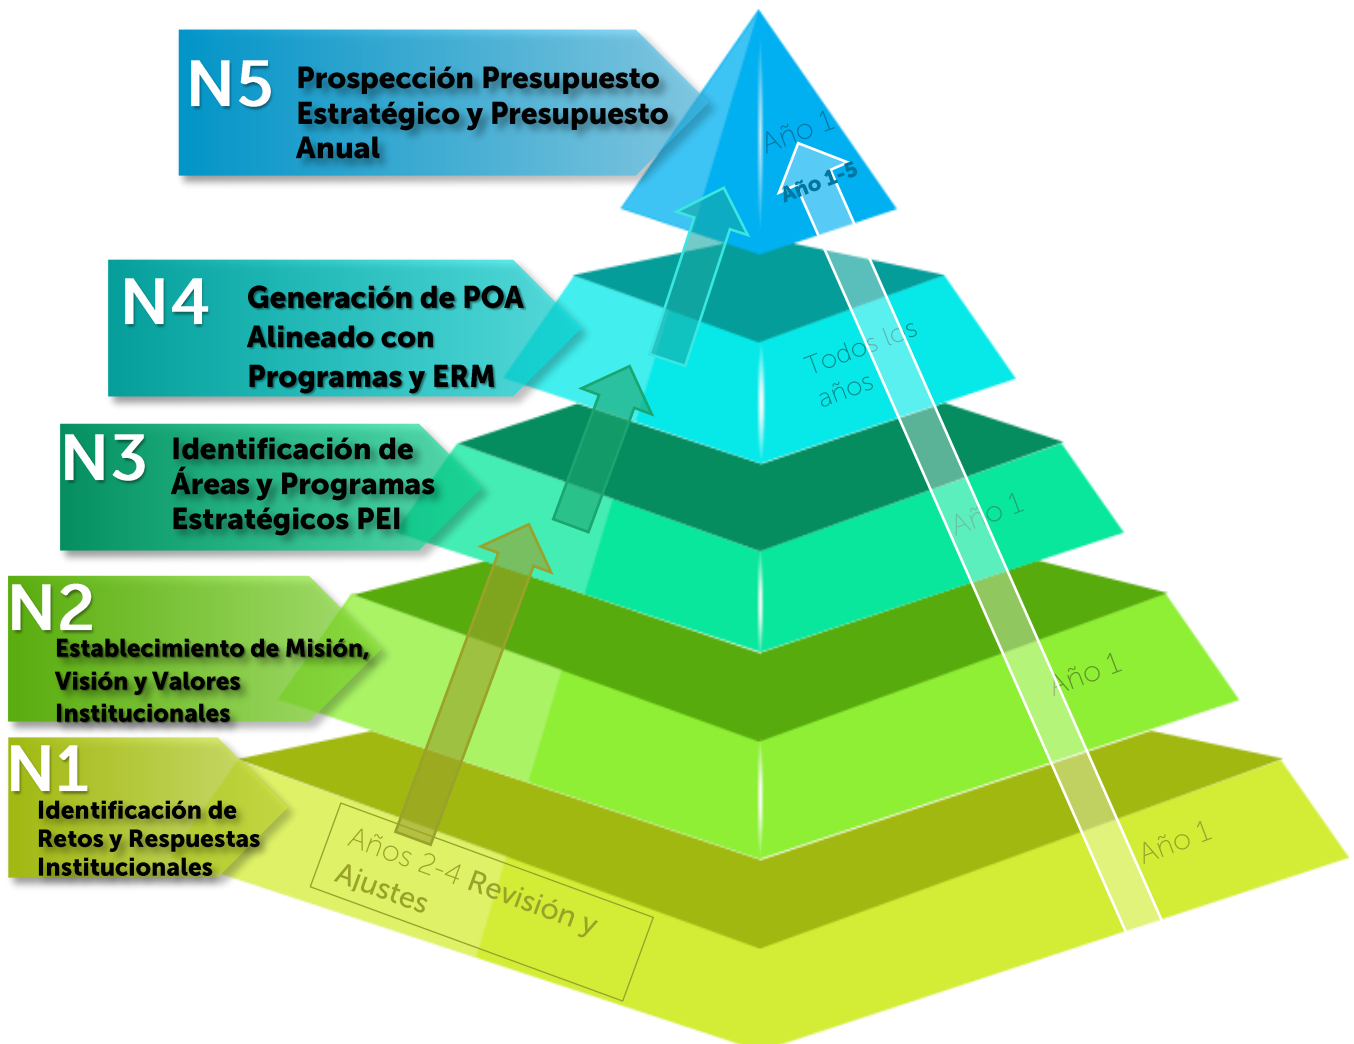 N5
Prospección Presupuesto
Estratégico y Presupuesto
Anual
Año 1
Año 1-5
N4
Generación de POA
Alineado con
Programas y ERM
Todos los
años
N3
Identificación de
Áreas y Programas
Estratégicos PEI
Año 1
N2
Establecimiento de Misión,
Visión y Valores
Institucionales
Año 1
N1
Identificación de
Retos y Respuestas
Institucionales
Años 2-4 Revisión y
Ajustes
Año 1